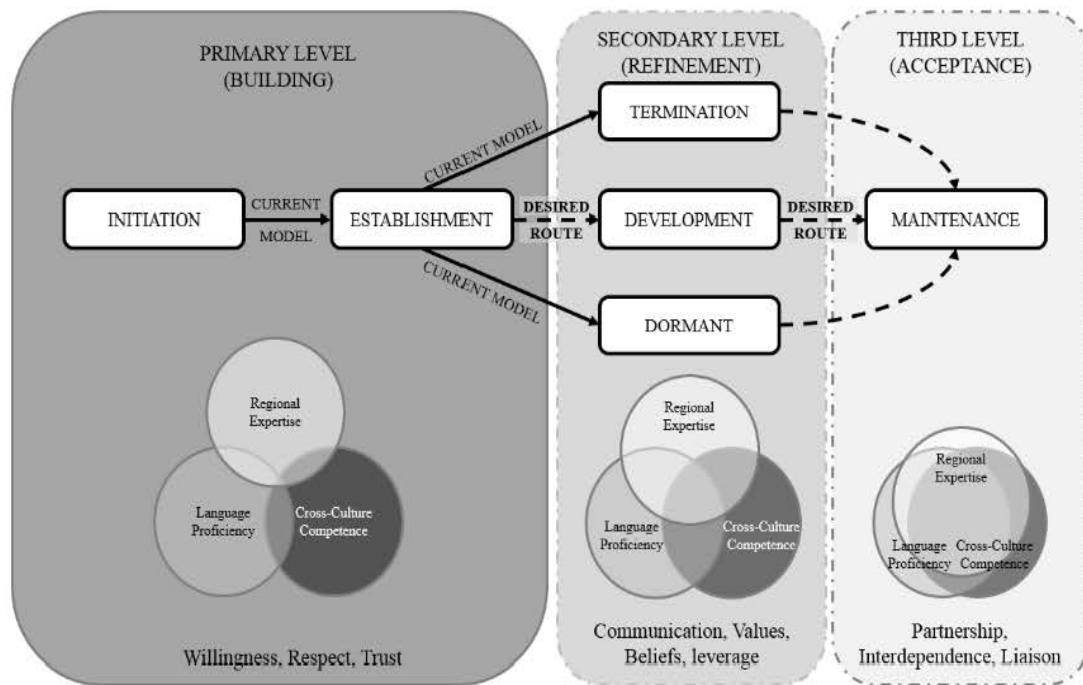 PRIMARY LEVEL
(BUILDING)
SECONDARY LEVEL
(REFINEMENT)
THIRD LEVEL
(ACCEPTANCE)
INITIATION
CURRENT
MODEL
ESTABLISHMENT
CURRENT MODEL
DESIRED
ROUTE
CURRENT MODEL
TERMINATION
DEVELOPMENT
DORMANT
DESIRED
ROUTE
MAINTENANCE
Regional
Expertise
Language
Proficiency
Cross-Culture
Competence
Regional
Expertise
Language
Proficiency
Cross-Culture
Competence
Regional
Expertise
Language
Proficiency
Cross-Culture
Competence
Willingness, Respect, Trust
Communication, Values,
Beliefs, leverage
Partnership,
Interdependence, Liaison